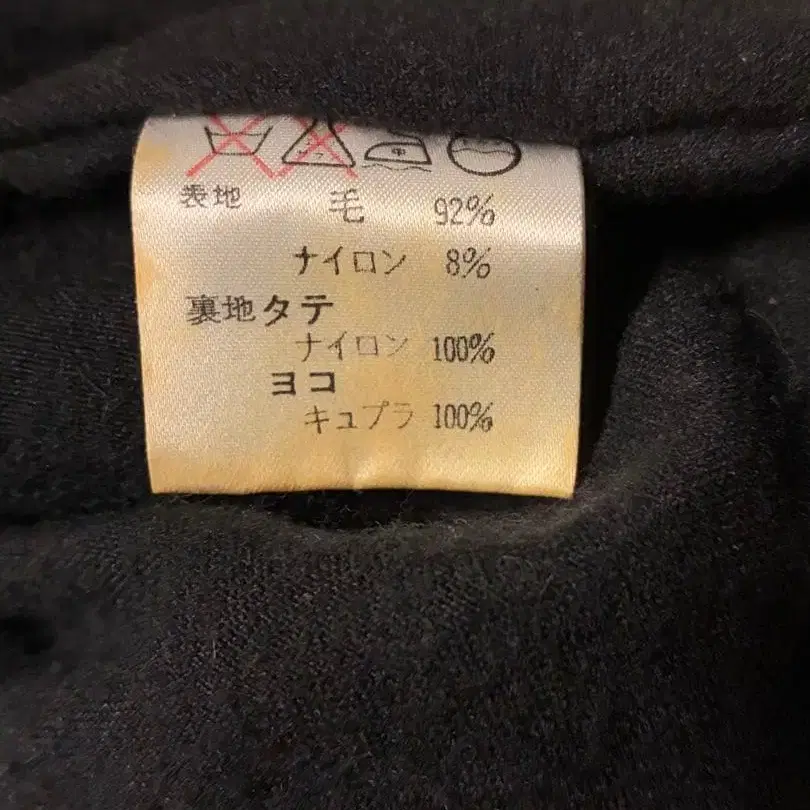 表地 毛 92%
ナイロン 8%
裏地タテ
ナイロン 100%
ヨコ
キュプラ 100%